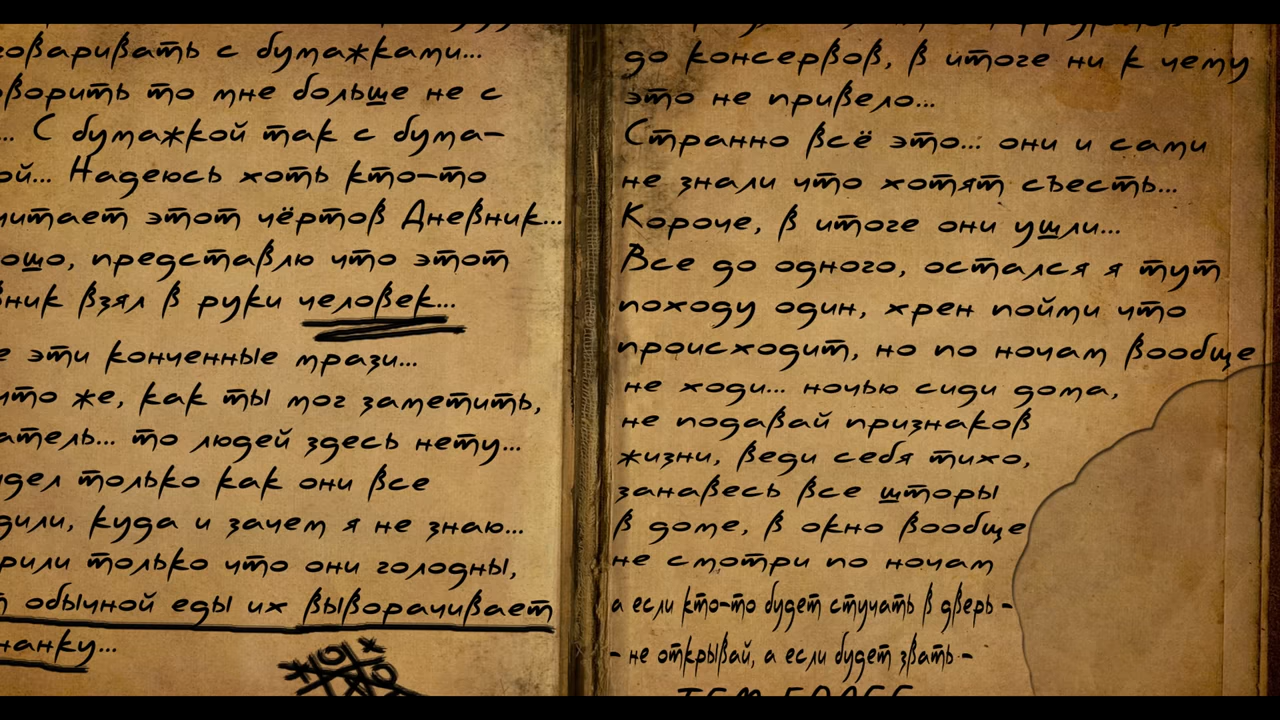 говаривать с бумажками...
ворить то мне больше не с
... С бумажкой так с бума-
ой... Надеюсь хоть кто-то
читает этот чёртов Дневник...
ошо, представлю что этот
вник взял в руки человек...
е эти конченные мрази...
что же, как ты мог заметить,
атель... то людей здесь нету...
дел только как они все
дили, куда и зачем я не знаю...
рили только что они голодны,
т обычной еды их выворачивает
нанку...
до консервов, в итоге ни к чему
это не привело...
Странно всё это... они и сами
не знали что хотят съесть...
Короче, в итоге они ушли...
Все до одного, остался я тут
походу один, хрен пойми что
происходит, но по ночам вообще
не ходи... ночью сиди дома,
не подавай признаков
жизни, веди себя тихо,
занавесь все шторы
в доме, в окно вообще
не смотри по ночам
а если кто-то будет стучать в дверь -
- не открывай, а если будет звать -
ТЕМ БОЛЕЕ